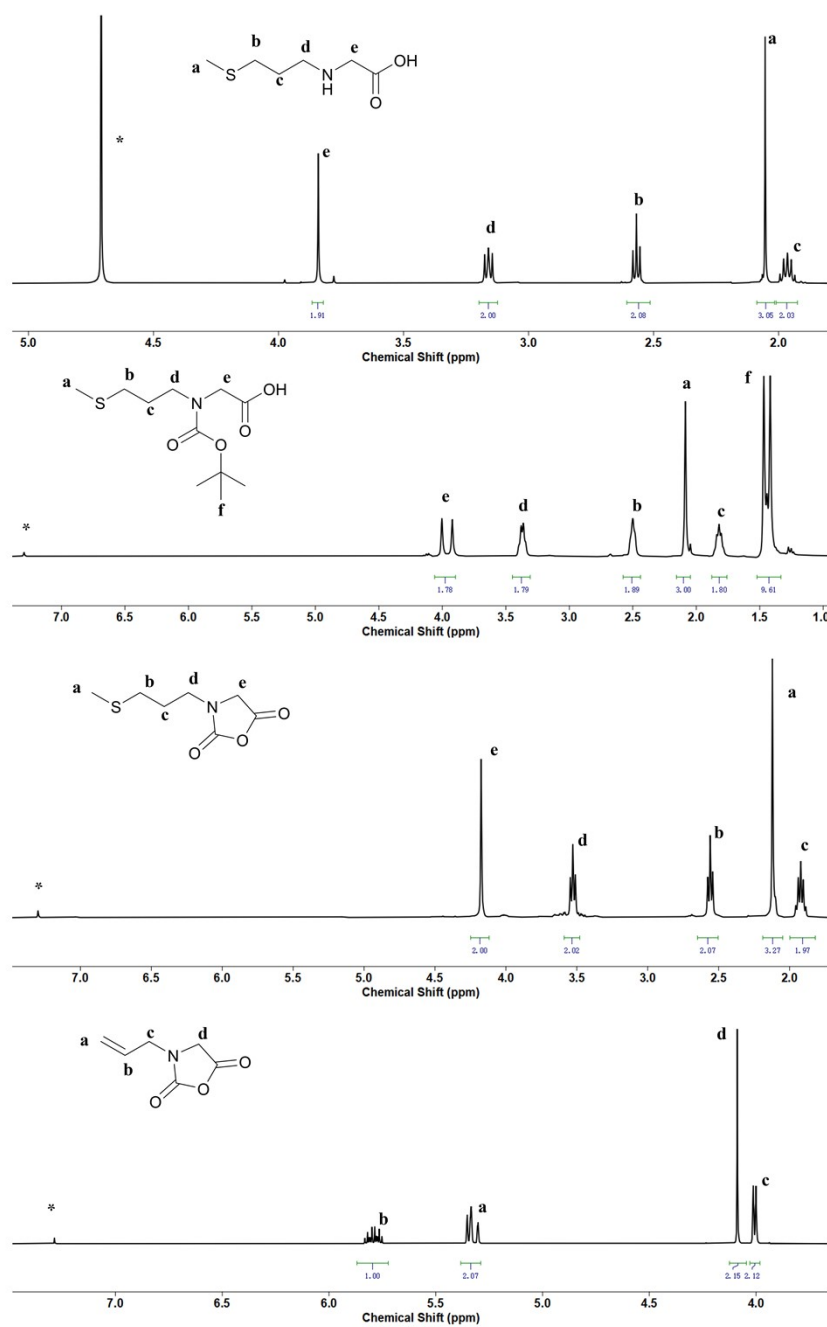 a b d e
S c N H OH O
*
e
d
b
a
c
1.91 2.00 2.08 3.05 2.03
5.0 4.5 4.0 3.5 3.0 2.5 2.0
Chemical Shift (ppm)
a b d e
S c N OH O
O O
f
*
e
d
b
a
c
f
1.78 1.79 1.89 3.00 1.80 9.61
7.0 6.5 6.0 5.5 5.0 4.5 4.0 3.5 3.0 2.5 2.0 1.5 1.0
Chemical Shift (ppm)
a b d e
S c N O
O O
*
e
d
b
a
c
2.00 2.02 2.07 3.27 1.97
7.0 6.5 6.0 5.5 5.0 4.5 4.0 3.5 3.0 2.5 2.0
Chemical Shift (ppm)
a c d
b N O
O O
*
b
a
d
c
1.00 2.07 2.15 2.12
7.0 6.5 6.0 5.5 5.0 4.5 4.0
Chemical Shift (ppm)